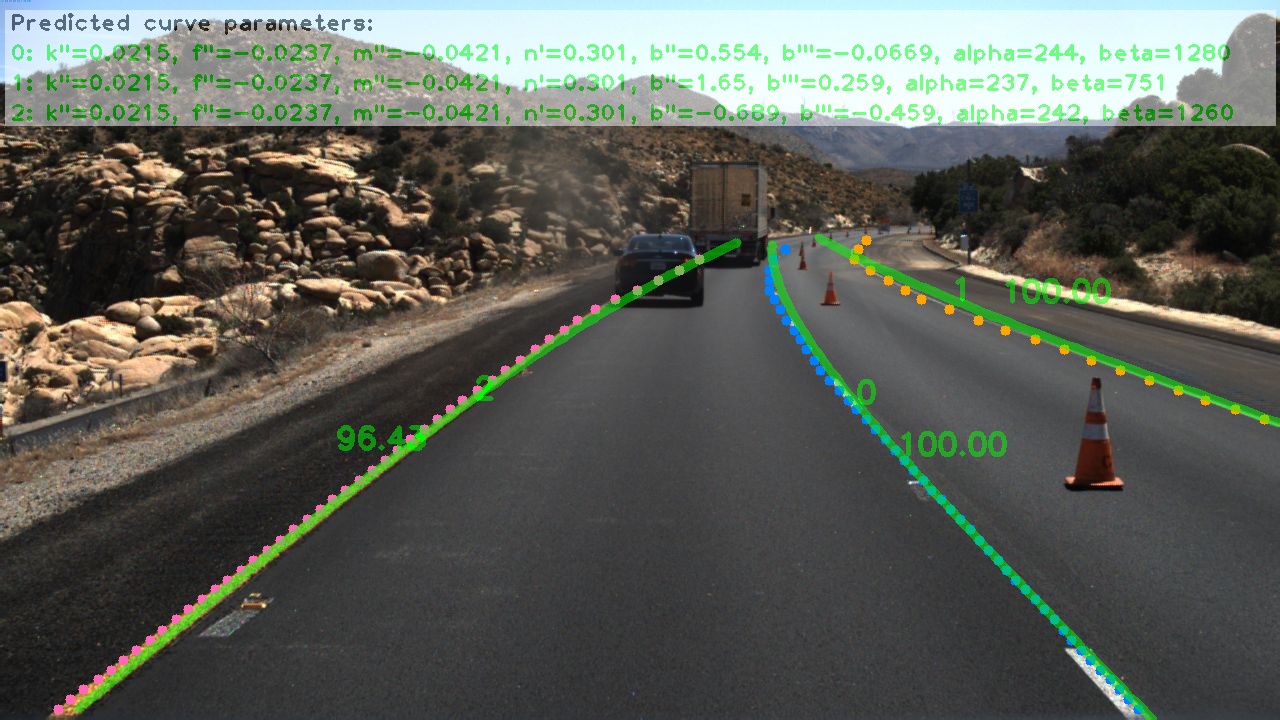 Predicted curve parameters:
0: k''=0.0215, f''=-0.0237, m''=-0.0421, n'=0.301, b''=0.554, b'''=-0.0669, alpha=244, beta=1280
1: k''=0.0215, f''=-0.0237, m''=-0.0421, n'=0.301, b''=1.65, b'''=0.259, alpha=237, beta=751
2: k''=0.0215, f''=-0.0237, m''=-0.0421, n'=0.301, b''=-0.689, b'''=-0.459, alpha=242, beta=1260
1 100.00
2
0
96.43
100.00